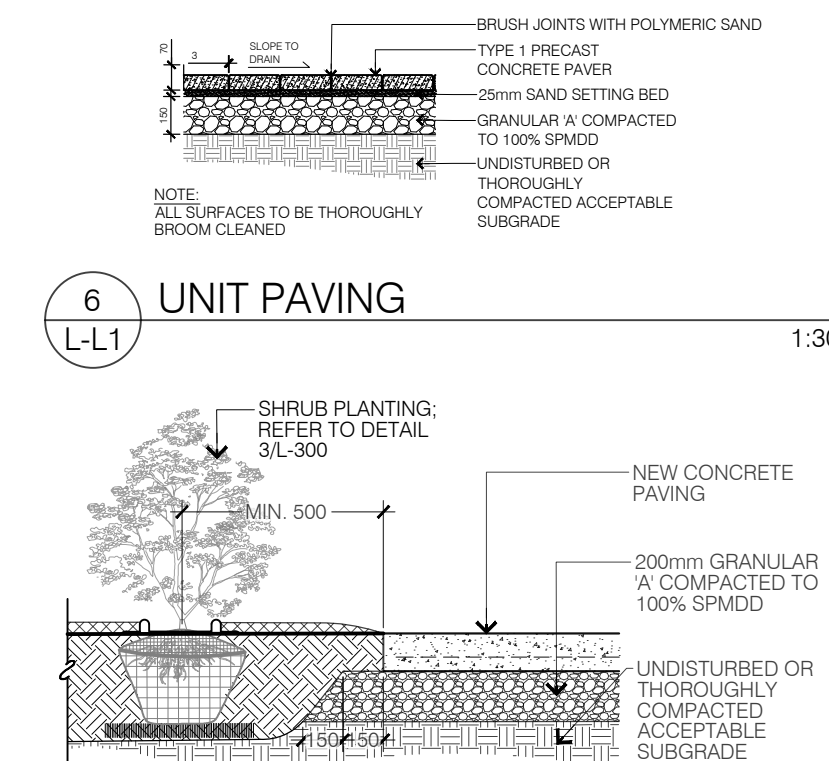 BRUSH JOINTS WITH POLYMERIC SAND
70
3
SLOPE TO
DRAIN
TYPE 1 PRECAST
CONCRETE PAVER
25mm SAND SETTING BED
150
GRANULAR 'A' COMPACTED
TO 100% SPMDD
UNDISTURBED OR
THOROUGHLY
COMPACTED ACCEPTABLE
SUBGRADE
NOTE:
ALL SURFACES TO BE THOROUGHLY
BROOM CLEANED
6
L-L1
UNIT PAVING
1:30
SHRUB PLANTING;
REFER TO DETAIL
3/L-300
MIN. 500
NEW CONCRETE
PAVING
200mm GRANULAR
'A' COMPACTED TO
100% SPMDD
UNDISTURBED OR
THOROUGHLY
COMPACTED
ACCEPTABLE
SUBGRADE
150 150